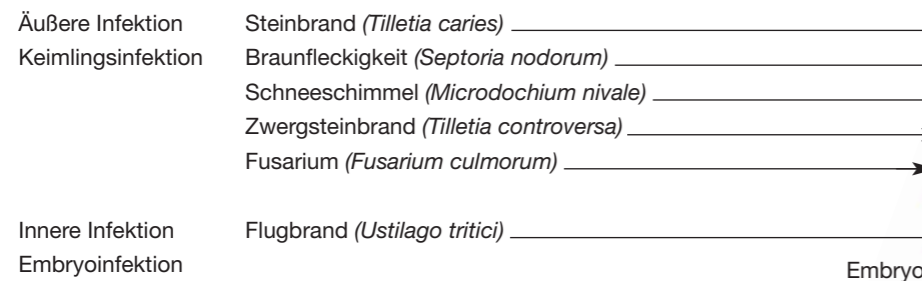 Äußere Infektion Steinbrand (Tilletia caries)
Keimlingsinfektion Braunfleckigkeit (Septoria nodorum)
Schneeschimmel (Microdochium nivale)
Zwergsteinbrand (Tilletia controversa)
Fusarium (Fusarium culmorum)
Innere Infektion Flugbrand (Ustilago tritici)
Embryoinfektion Embryo